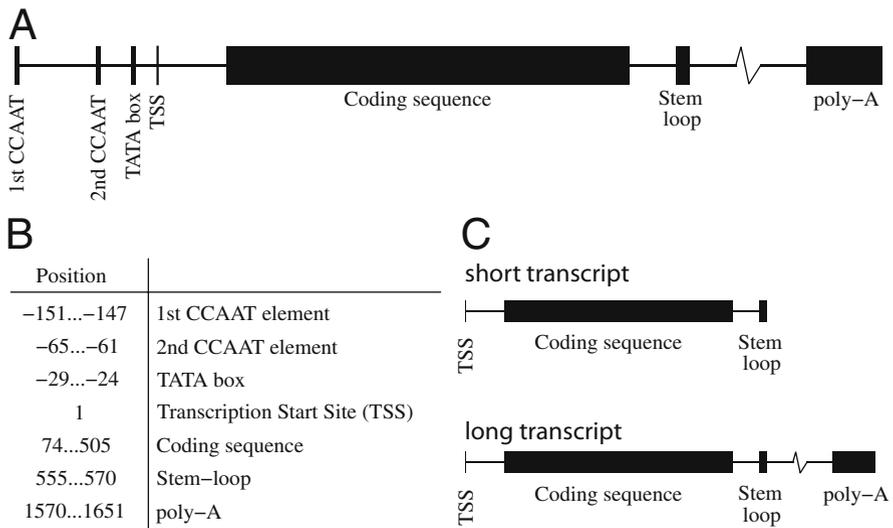 A
1st CCAAT
2nd CCAAT
TATA box
TSS
Coding sequence
Stem
loop
poly−A
B
Position
−151...−147 1st CCAAT element
−65...−61 2nd CCAAT element
−29...−24 TATA box
1 Transcription Start Site (TSS)
74...505 Coding sequence
555...570 Stem−loop
1570...1651 poly−A
C
short transcript
TSS
Coding sequence
Stem
loop
long transcript
TSS
Coding sequence
Stem
loop
poly−A